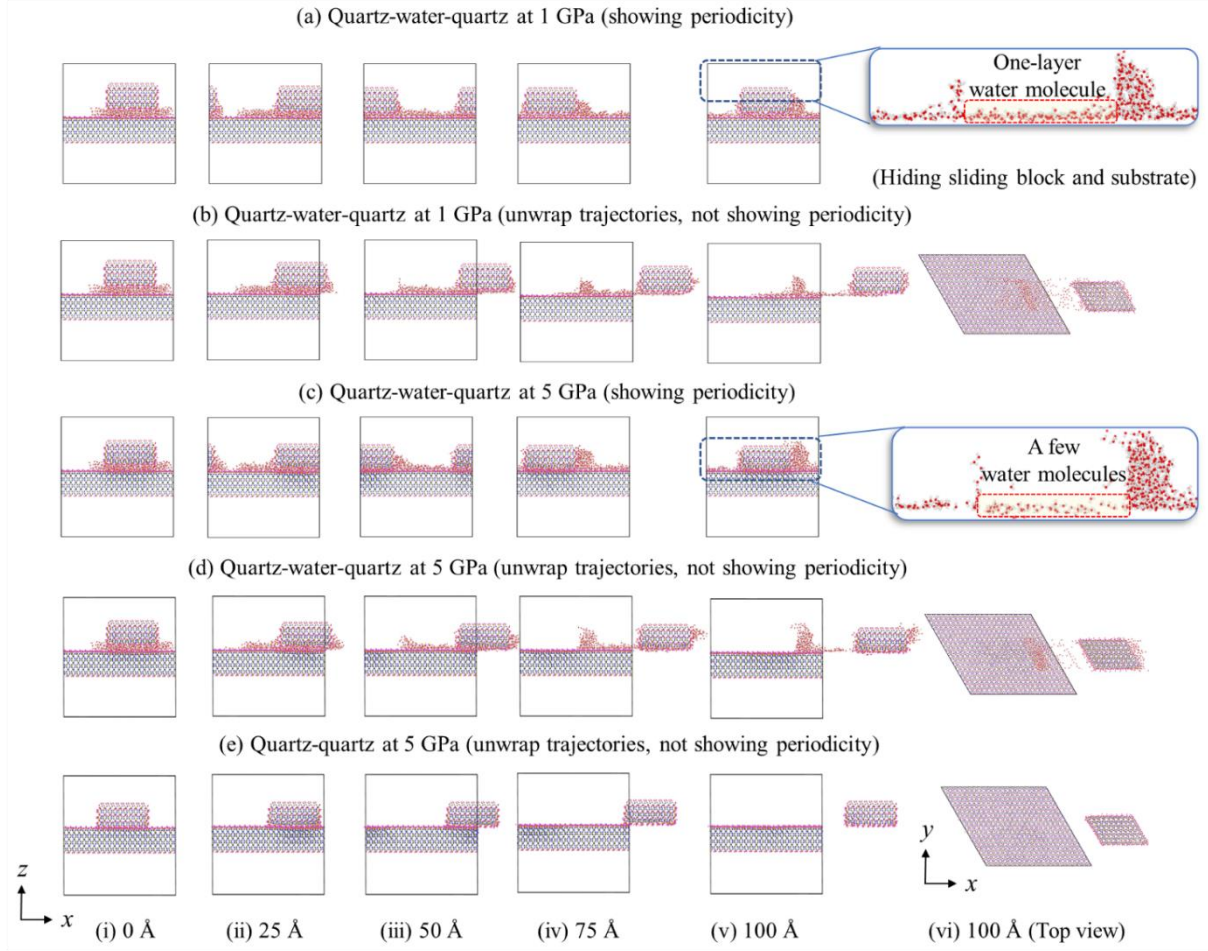 (a) Quartz-water-quartz at 1 GPa (showing periodicity)
One-layer
water molecule
(Hiding sliding block and substrate)
(b) Quartz-water-quartz at 1 GPa (unwrap trajectories, not showing periodicity)
(c) Quartz-water-quartz at 5 GPa (showing periodicity)
A few
water molecules
(d) Quartz-water-quartz at 5 GPa (unwrap trajectories, not showing periodicity)
(e) Quartz-quartz at 5 GPa (unwrap trajectories, not showing periodicity)
z
x
y
x
(i) 0 Å
(ii) 25 Å
(iii) 50 Å
(iv) 75 Å
(v) 100 Å
(vi) 100 Å (Top view)